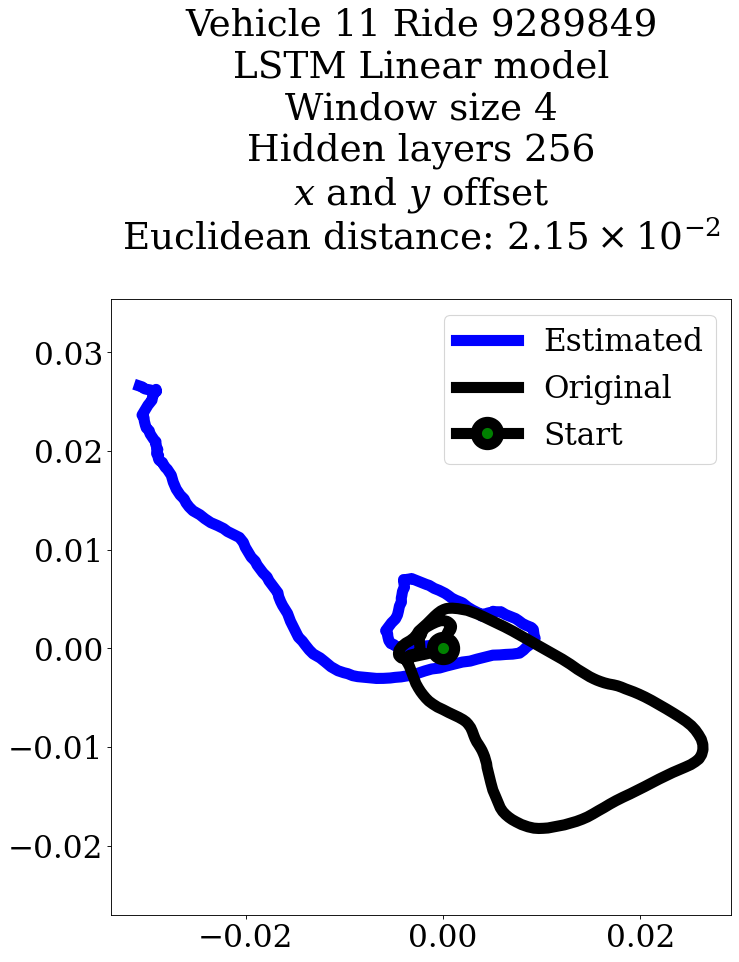 Vehicle 11 Ride 9289849
LSTM Linear model
Window size 4
Hidden layers 256
x and y offset
Euclidean distance: 2.15 × 10⁻²
Estimated
Original
Start
0.03
0.02
0.01
0.00
−0.01
−0.02
−0.02
0.00
0.02